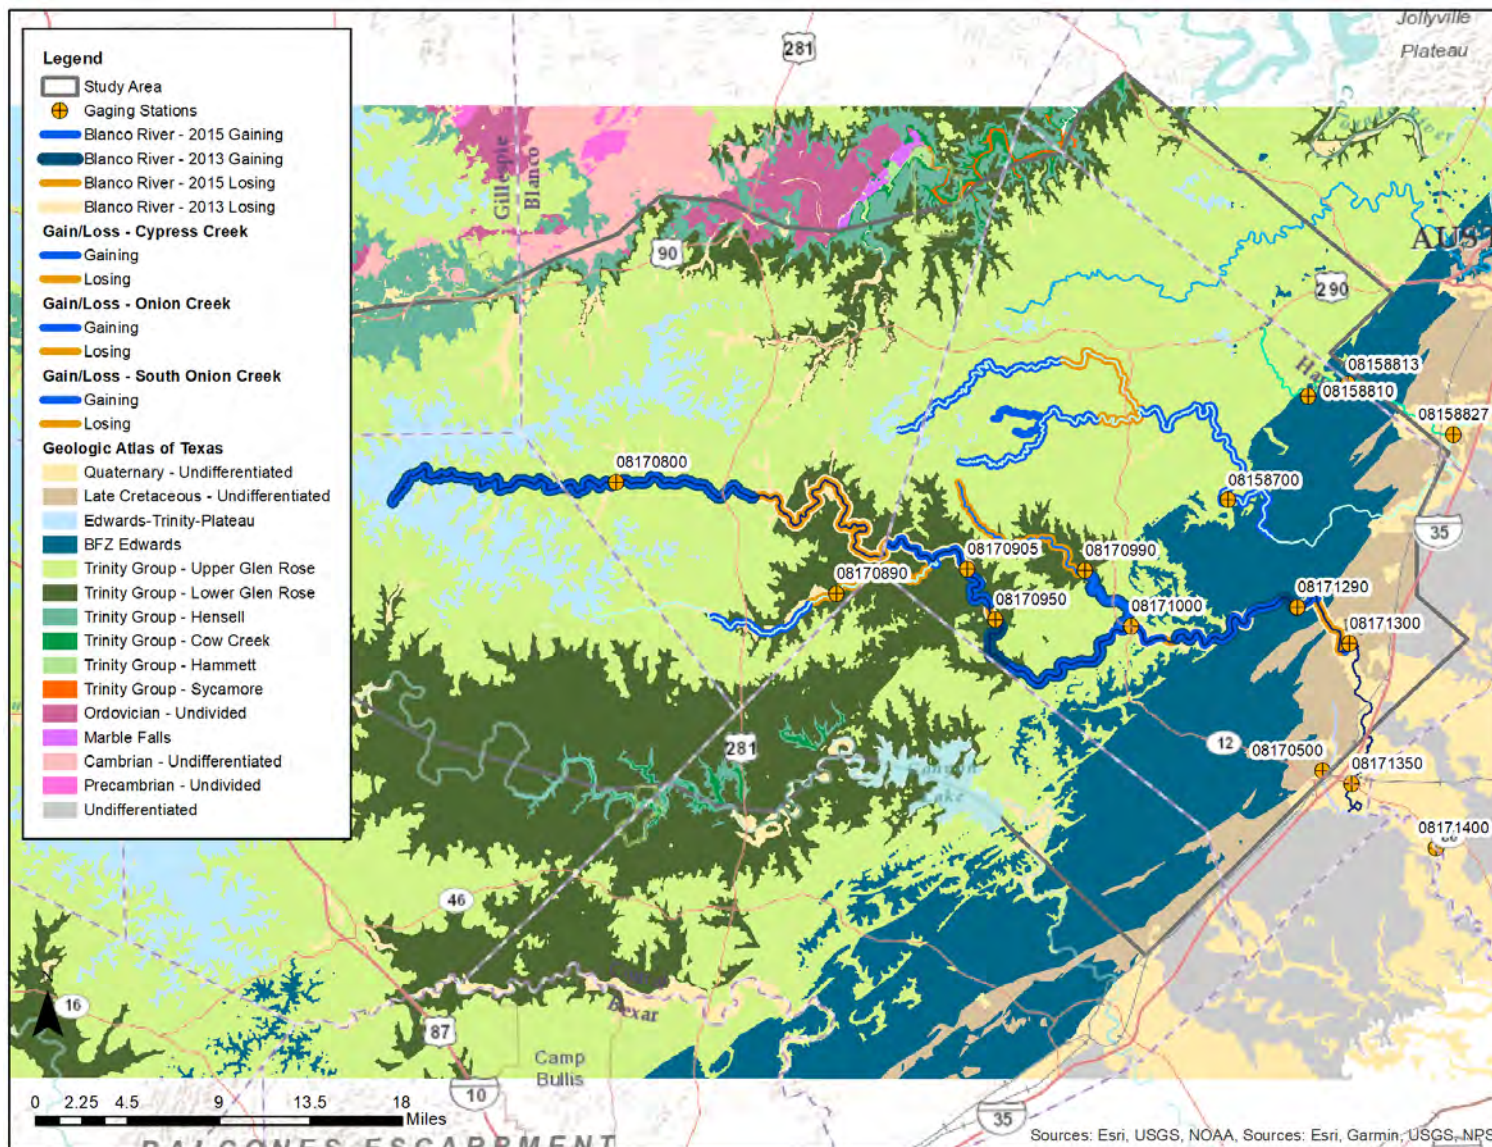 Legend
Study Area
Gaging Stations
Blanco River - 2015 Gaining
Blanco River - 2013 Gaining
Blanco River - 2015 Losing
Blanco River - 2013 Losing
Gain/Loss - Cypress Creek
Gaining
Losing
Gain/Loss - Onion Creek
Gaining
Losing
Gain/Loss - South Onion Creek
Gaining
Losing
Geologic Atlas of Texas
Quaternary - Undifferentiated
Late Cretaceous - Undifferentiated
Edwards-Trinity-Plateau
BFZ Edwards
Trinity Group - Upper Glen Rose
Trinity Group - Lower Glen Rose
Trinity Group - Hensell
Trinity Group - Cow Creek
Trinity Group - Hammett
Trinity Group - Sycamore
Ordovician - Undivided
Marble Falls
Cambrian - Undifferentiated
Precambrian - Undivided
Undifferentiated
Jollyville
Plateau
281
Gillespie
Blanco
90
River
AUS
290
Ha
08158813
08158810
08158827
08170800
08158700
35
08170905
08170990
08170890
08170950
08171000
08171290
08171300
12
281
08170500
08171350
08171400
46
16
87
Bexar
Camp
Bullis
10
35
N
0 2.25 4.5 9 13.5 18
Miles
BALCONES ESCARPMENT
Sources: Esri, USGS, NOAA, Sources: Esri, Garmin, USGS, NPS